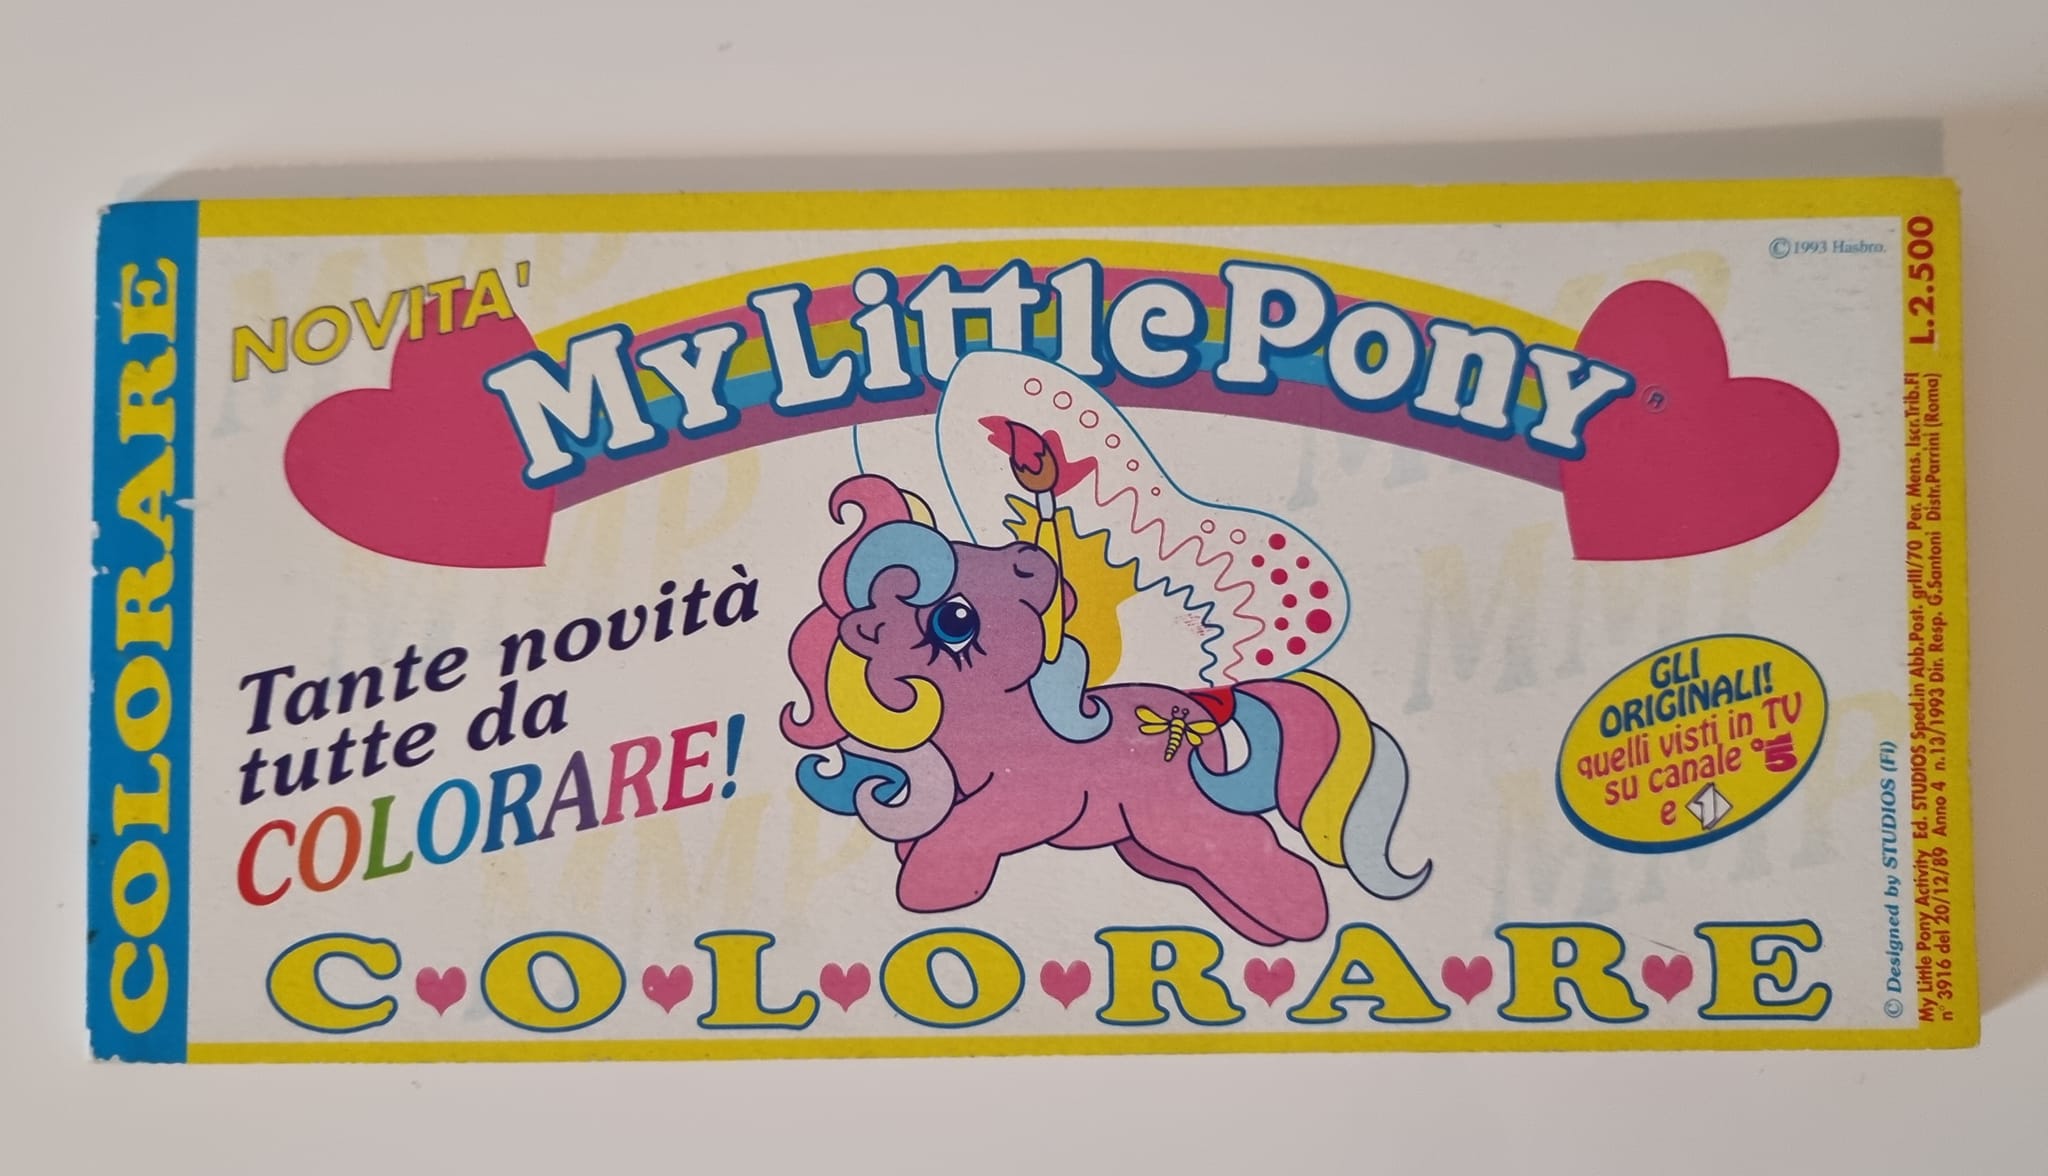 COLORARE
NOVITA'
My Little Pony ®
© 1993 Hasbro.
L.2.500
Tante novità
tutte da
COLORARE!
GLI
ORIGINALI!
quelli visti in TV
su canale 5
e 1
C•O•L•O•R•A•R•E
© Designed by STUDIOS (Fi)
My Little Pony Activity Ed. STUDIOS Sped.in Abb.Post. grIII/70 Per. Mens. Iscr.Trib.FI
n° 3916 del 20/12/89 Anno 4 n.13/1993 Dir. Resp. G.Santoni Distr.Parrini (Roma)
MMP